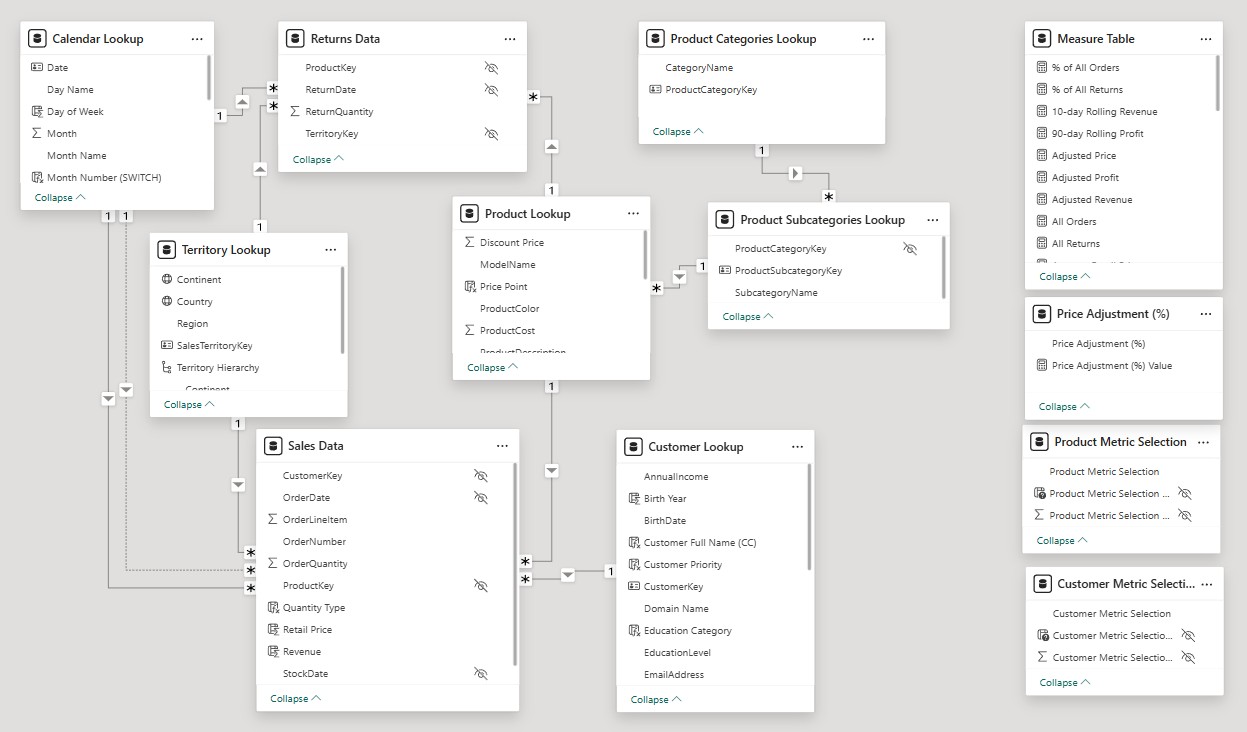 Calendar Lookup
Date
Day Name
Day of Week
Month
Month Name
Month Number (SWITCH)
Collapse
Returns Data
ProductKey
ReturnDate
ReturnQuantity
TerritoryKey
Collapse
Product Categories Lookup
CategoryName
ProductCategoryKey
Collapse
Measure Table
% of All Orders
% of All Returns
10-day Rolling Revenue
90-day Rolling Profit
Adjusted Price
Adjusted Profit
Adjusted Revenue
All Orders
All Returns
Collapse
Territory Lookup
Continent
Country
Region
SalesTerritoryKey
Territory Hierarchy
Continent
Collapse
Product Lookup
Discount Price
ModelName
Price Point
ProductColor
ProductCost
ProductDescription
Collapse
Product Subcategories Lookup
ProductCategoryKey
ProductSubcategoryKey
SubcategoryName
Collapse
Price Adjustment (%)
Price Adjustment (%)
Price Adjustment (%) Value
Collapse
Sales Data
CustomerKey
OrderDate
OrderLineItem
OrderNumber
OrderQuantity
ProductKey
Quantity Type
Retail Price
Revenue
StockDate
Collapse
Customer Lookup
AnnualIncome
Birth Year
BirthDate
Customer Full Name (CC)
Customer Priority
CustomerKey
Domain Name
Education Category
EducationLevel
EmailAddress
Collapse
Product Metric Selection
Product Metric Selection
Product Metric Selection ...
Product Metric Selection ...
Collapse
Customer Metric Selecti...
Customer Metric Selection
Customer Metric Selectio...
Customer Metric Selectio...
Collapse
1
*
*
1
*
1
1
*
1
*
1
1
1
1
1
*
*
*
*
*
1